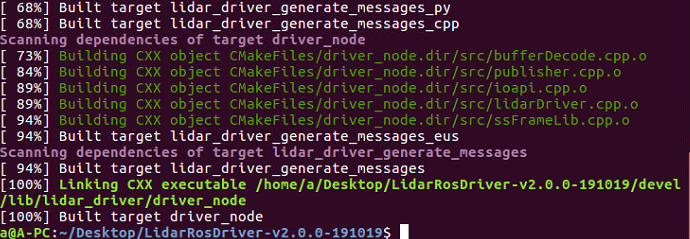 [ 68%] Built target lidar_driver_generate_messages_py
[ 68%] Built target lidar_driver_generate_messages_cpp
Scanning dependencies of target driver_node
[ 73%] Building CXX object CMakeFiles/driver_node.dir/src/bufferDecode.cpp.o
[ 84%] Building CXX object CMakeFiles/driver_node.dir/src/publisher.cpp.o
[ 89%] Building CXX object CMakeFiles/driver_node.dir/src/ioapi.cpp.o
[ 89%] Building CXX object CMakeFiles/driver_node.dir/src/lidarDriver.cpp.o
[ 94%] Building CXX object CMakeFiles/driver_node.dir/src/ssFrameLib.cpp.o
[ 94%] Built target lidar_driver_generate_messages_eus
Scanning dependencies of target lidar_driver_generate_messages
[ 94%] Built target lidar_driver_generate_messages
[100%] Linking CXX executable /home/a/Desktop/LidarRosDriver-v2.0.0-191019/devel
/lib/lidar_driver/driver_node
[100%] Built target driver_node
a@A-PC:~/Desktop/LidarRosDriver-v2.0.0-191019$